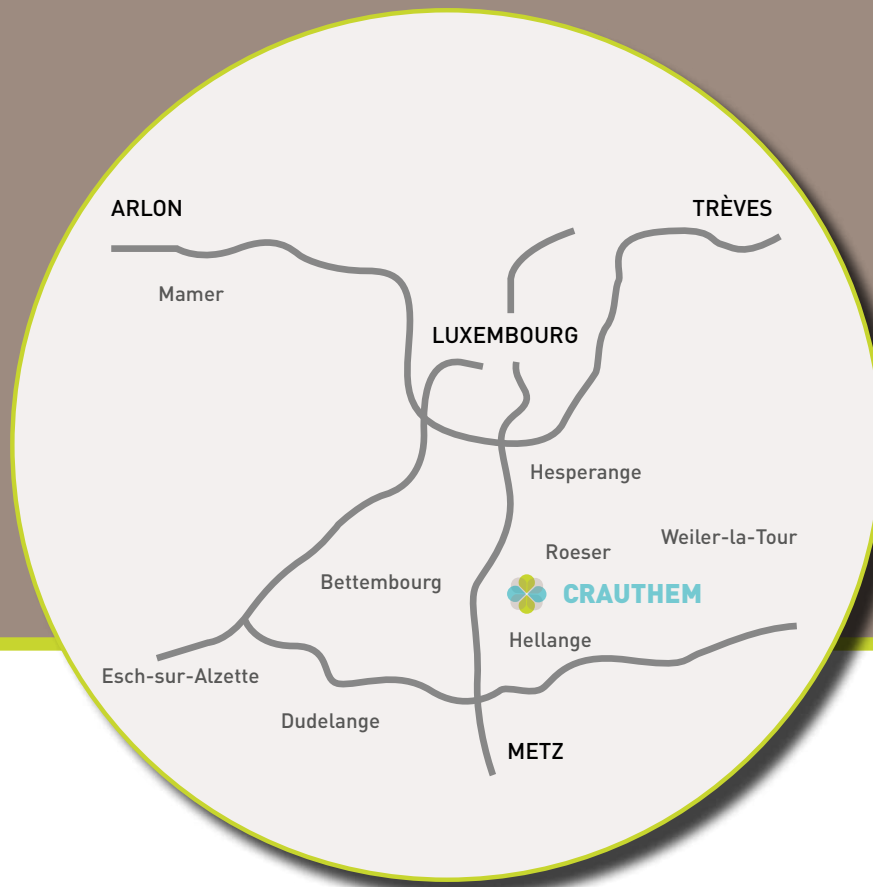 ARLON
TRÈVES
Mamer
LUXEMBOURG
Hesperange
Weiler-la-Tour
Roeser
Bettembourg
CRAUTHEM
Hellange
Esch-sur-Alzette
Dudelange
METZ